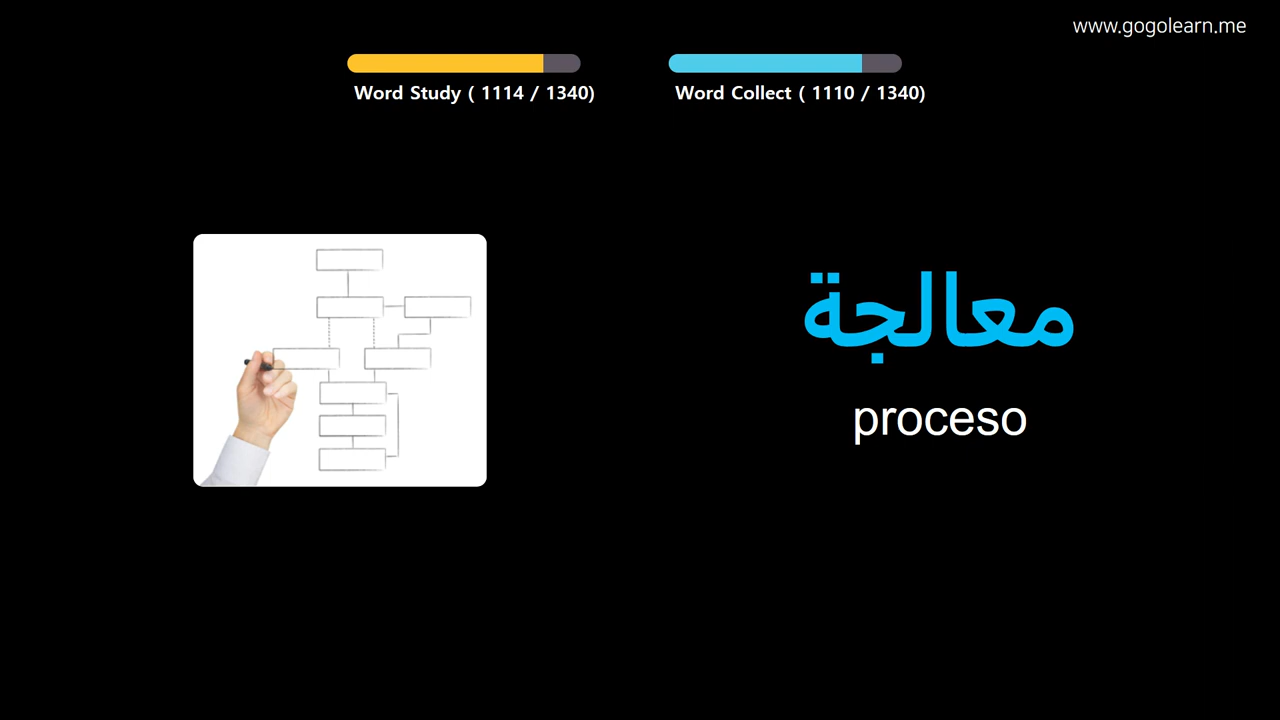 www.gogolearn.me
Word Study ( 1114 / 1340)
Word Collect ( 1110 / 1340)
معالجة
proceso